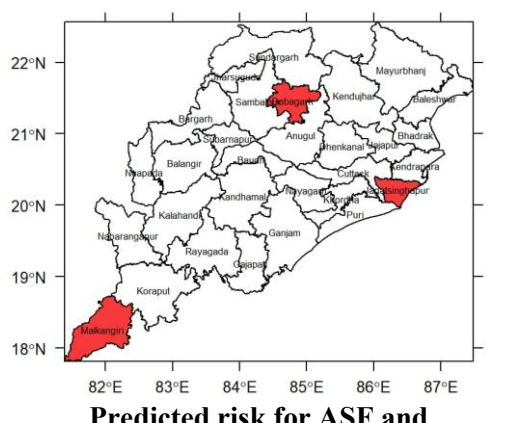 22°N
21°N
20°N
19°N
18°N
Sundargarh
Jharsuguda
Mayurbhanj
Sambalpur
Debagarh
Kendujhar
Baleshwar
Bargarh
Subarnapur
Anugul
Bhadrak
Dhenkanal
Jajapur
Nuapada
Balangir
Baudh
Kendrapara
Cuttack
Jagatsinghapur
Kandhamal
Nayagarh
Khordha
Puri
Kalahandi
Nabarangapur
Ganjam
Rayagada
Gajapati
Koraput
Malkangiri
82°E 83°E 84°E 85°E 86°E 87°E
Predicted risk for ASF and